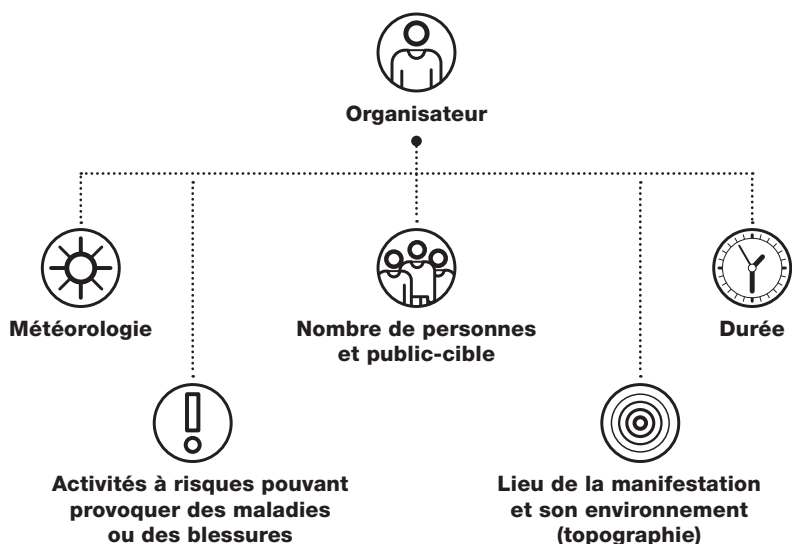 Organisateur
Météorologie
Nombre de personnes
et public-cible
Durée
Activités à risques pouvant
provoquer des maladies
ou des blessures
Lieu de la manifestation
et son environnement
(topographie)